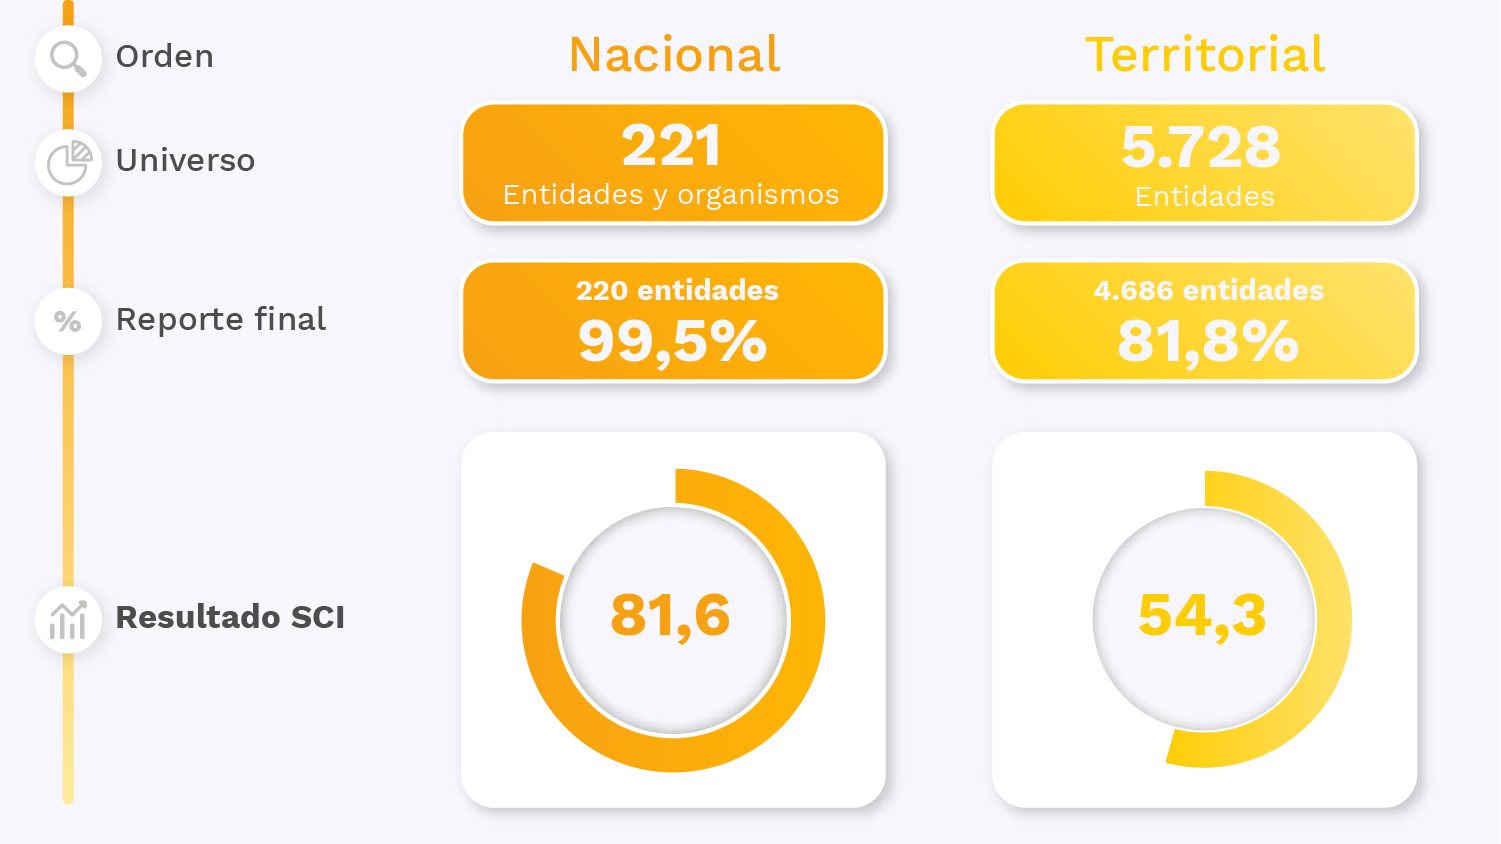 Orden
Nacional
Territorial
Universo
221
Entidades y organismos
5.728
Entidades
%
Reporte final
220 entidades
99,5%
4.686 entidades
81,8%
Resultado SCI
81,6
54,3